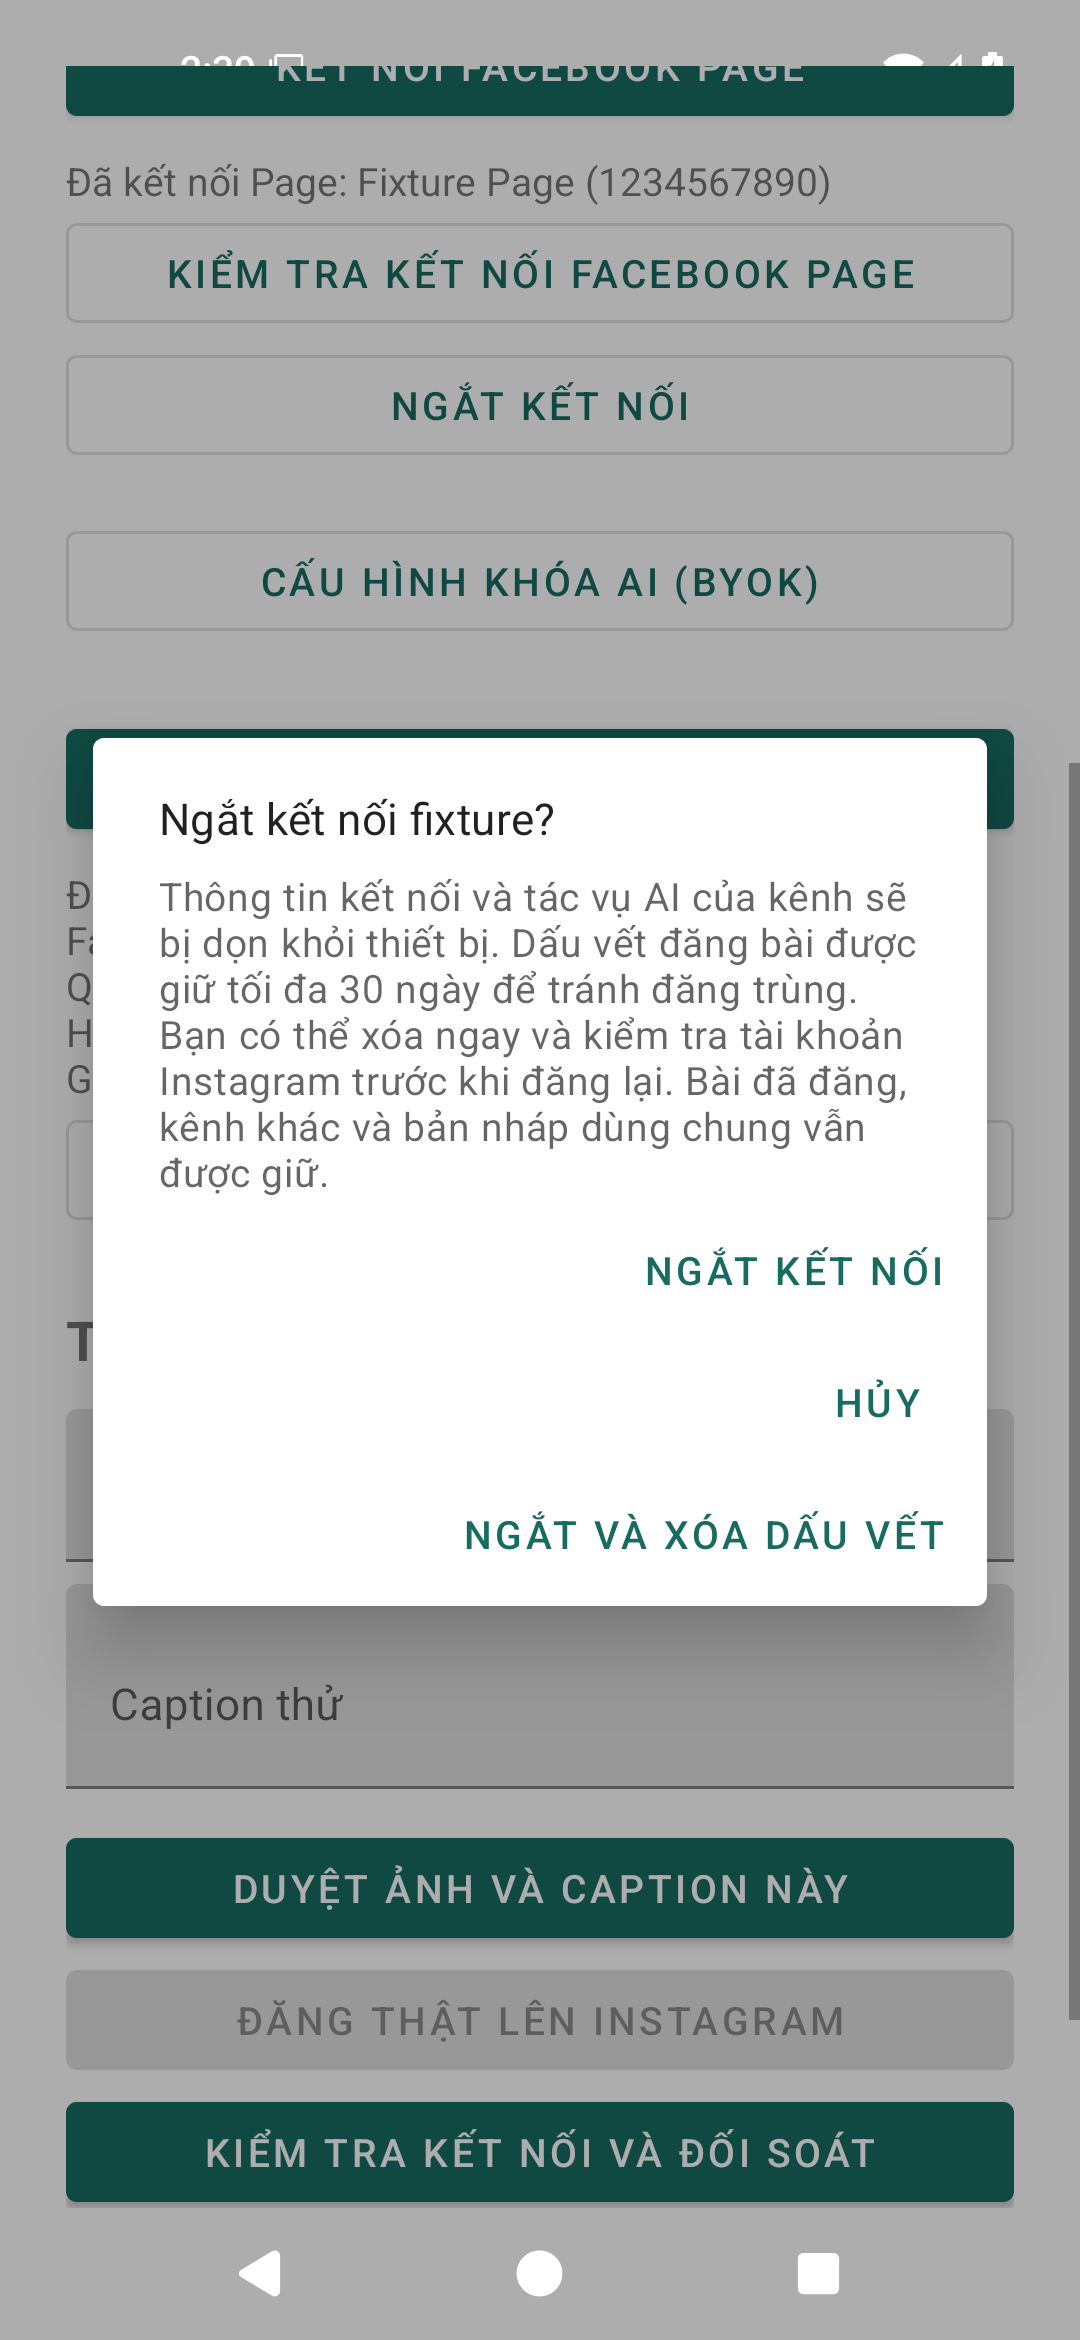 KẾT NỐI FACEBOOK PAGE
Đã kết nối Page: Fixture Page (1234567890)
KIỂM TRA KẾT NỐI FACEBOOK PAGE
NGẮT KẾT NỐI
CẤU HÌNH KHÓA AI (BYOK)
Ngắt kết nối fixture?
Thông tin kết nối và tác vụ AI của kênh sẽ
bị dọn khỏi thiết bị. Dấu vết đăng bài được
giữ tối đa 30 ngày để tránh đăng trùng.
Bạn có thể xóa ngay và kiểm tra tài khoản
Instagram trước khi đăng lại. Bài đã đăng,
kênh khác và bản nháp dùng chung vẫn
được giữ.
NGẮT KẾT NỐI
HỦY
NGẮT VÀ XÓA DẤU VẾT
Caption thử
DUYỆT ẢNH VÀ CAPTION NÀY
ĐĂNG THẬT LÊN INSTAGRAM
KIỂM TRA KẾT NỐI VÀ ĐỐI SOÁT